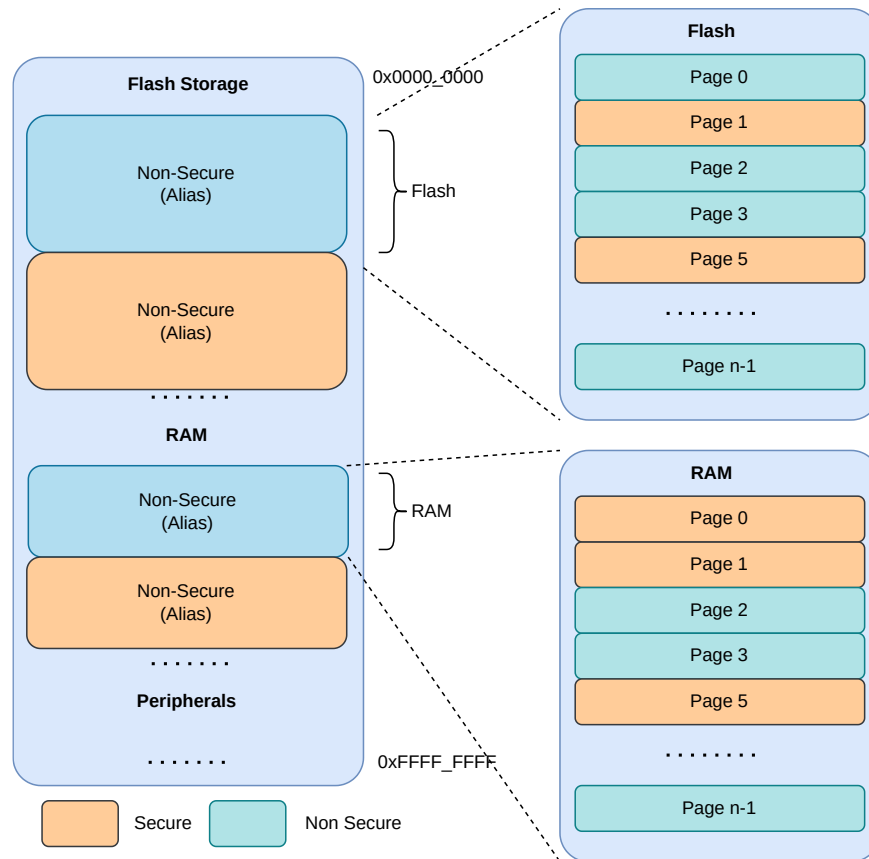 Flash Storage
0x0000_0000
Non-Secure
(Alias)
Flash
Non-Secure
(Alias)
.......
RAM
Non-Secure
(Alias)
RAM
Non-Secure
(Alias)
.......
Peripherals
.......
0xFFFF_FFFF
Secure
Non Secure
Flash
Page 0
Page 1
Page 2
Page 3
Page 5
........
Page n-1
RAM
Page 0
Page 1
Page 2
Page 3
Page 5
........
Page n-1